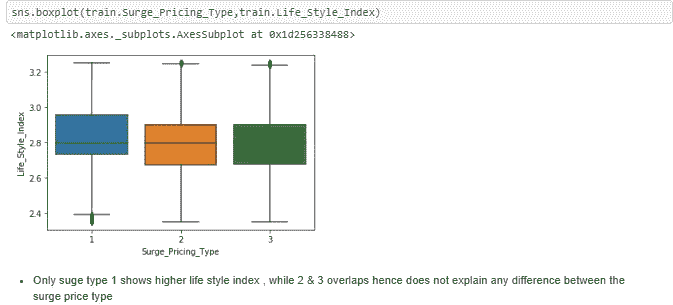 sns.boxplot(train.Surge_Pricing_Type,train.Life_Style_Index)
<matplotlib.axes._subplots.AxesSubplot at 0x1d256338488>
3.2
3.0
2.8
2.6
2.4
Life_Style_Index
1 2 3
Surge_Pricing_Type
• Only suge type 1 shows higher life style index , while 2 & 3 overlaps hence does not explain any difference between the
surge price type